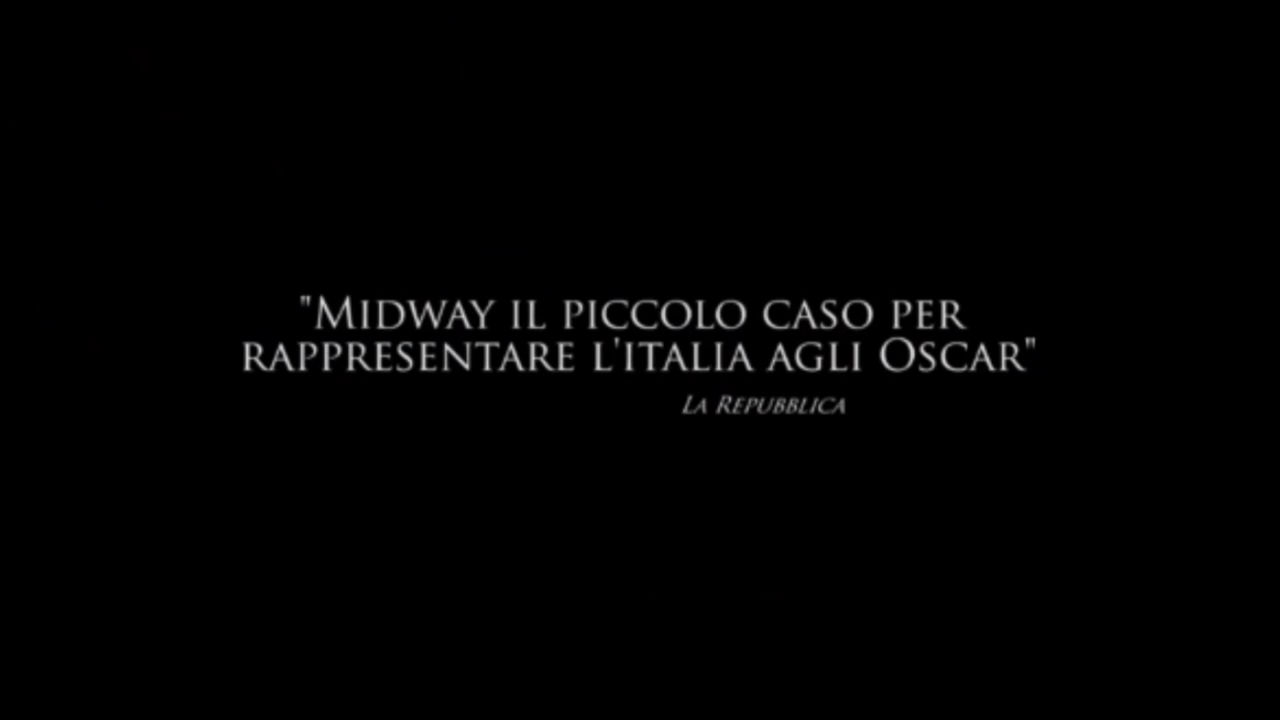 "Midway il piccolo caso per
rappresentare l'italia agli Oscar"
La Repubblica